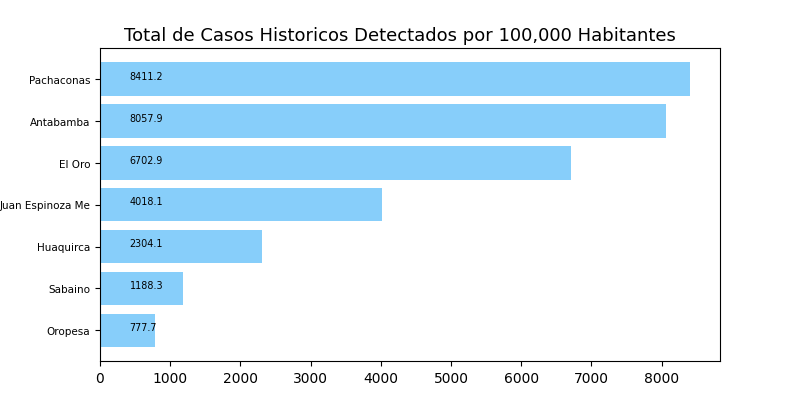 Total de Casos Historicos Detectados por 100,000 Habitantes
Pachaconas 8411.2
Antabamba 8057.9
El Oro 6702.9
Juan Espinoza Me 4018.1
Huaquirca 2304.1
Sabaino 1188.3
Oropesa 777.7
0 1000 2000 3000 4000 5000 6000 7000 8000